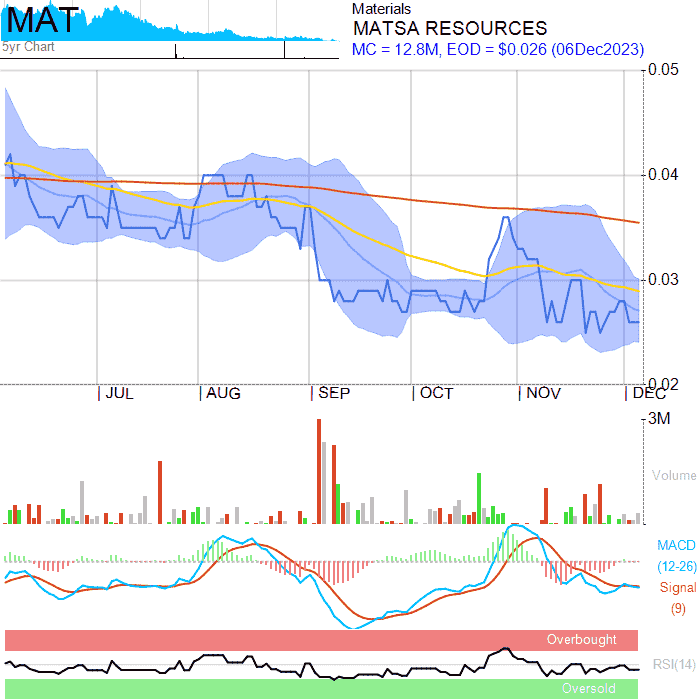 MAT
5yr Chart
Materials
MATSA RESOURCES
MC = 12.8M, EOD = $0.026 (06Dec2023)
0.05
0.04
0.03
0.02
JUL AUG SEP OCT NOV DEC
3M
Volume
MACD
(12-26)
Signal
(9)
Overbought
RSI(14)
Oversold